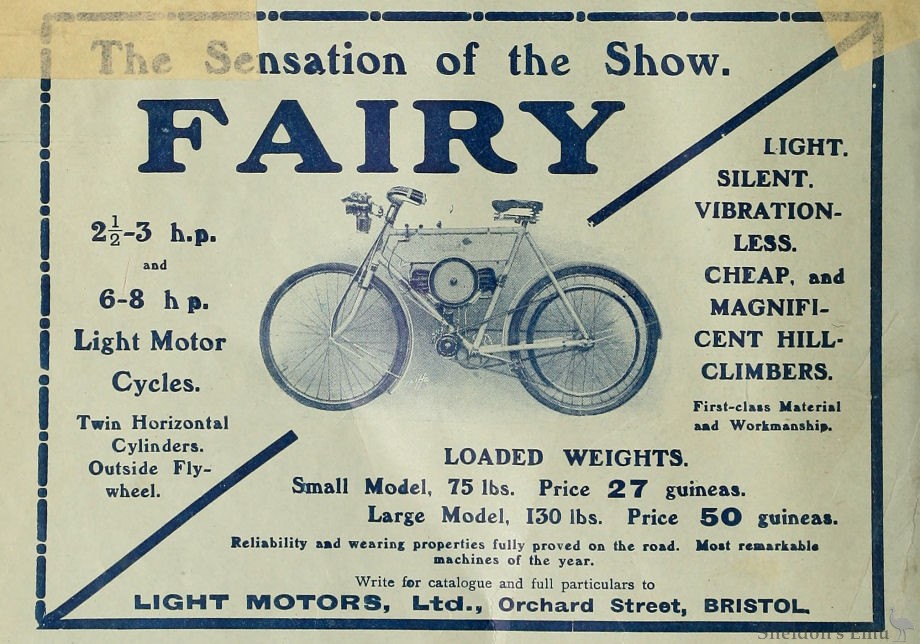 The Sensation of the Show.
FAIRY
2½-3 h.p.
and
6-8 h p.
Light Motor
Cycles.
Twin Horizontal
Cylinders.
Outside Fly-
wheel.
LIGHT.
SILENT.
VIBRATION-
LESS.
CHEAP, and
MAGNIFI-
CENT HILL-
CLIMBERS.
First-class Material
and Workmanship.
LOADED WEIGHTS.
Small Model, 75 lbs. Price 27 guineas.
Large Model, 130 lbs. Price 50 guineas.
Reliability and wearing properties fully proved on the road. Most remarkable
machines of the year.
Write for catalogue and full particulars to
LIGHT MOTORS, Ltd., Orchard Street, BRISTOL.
Sheldon's Emu